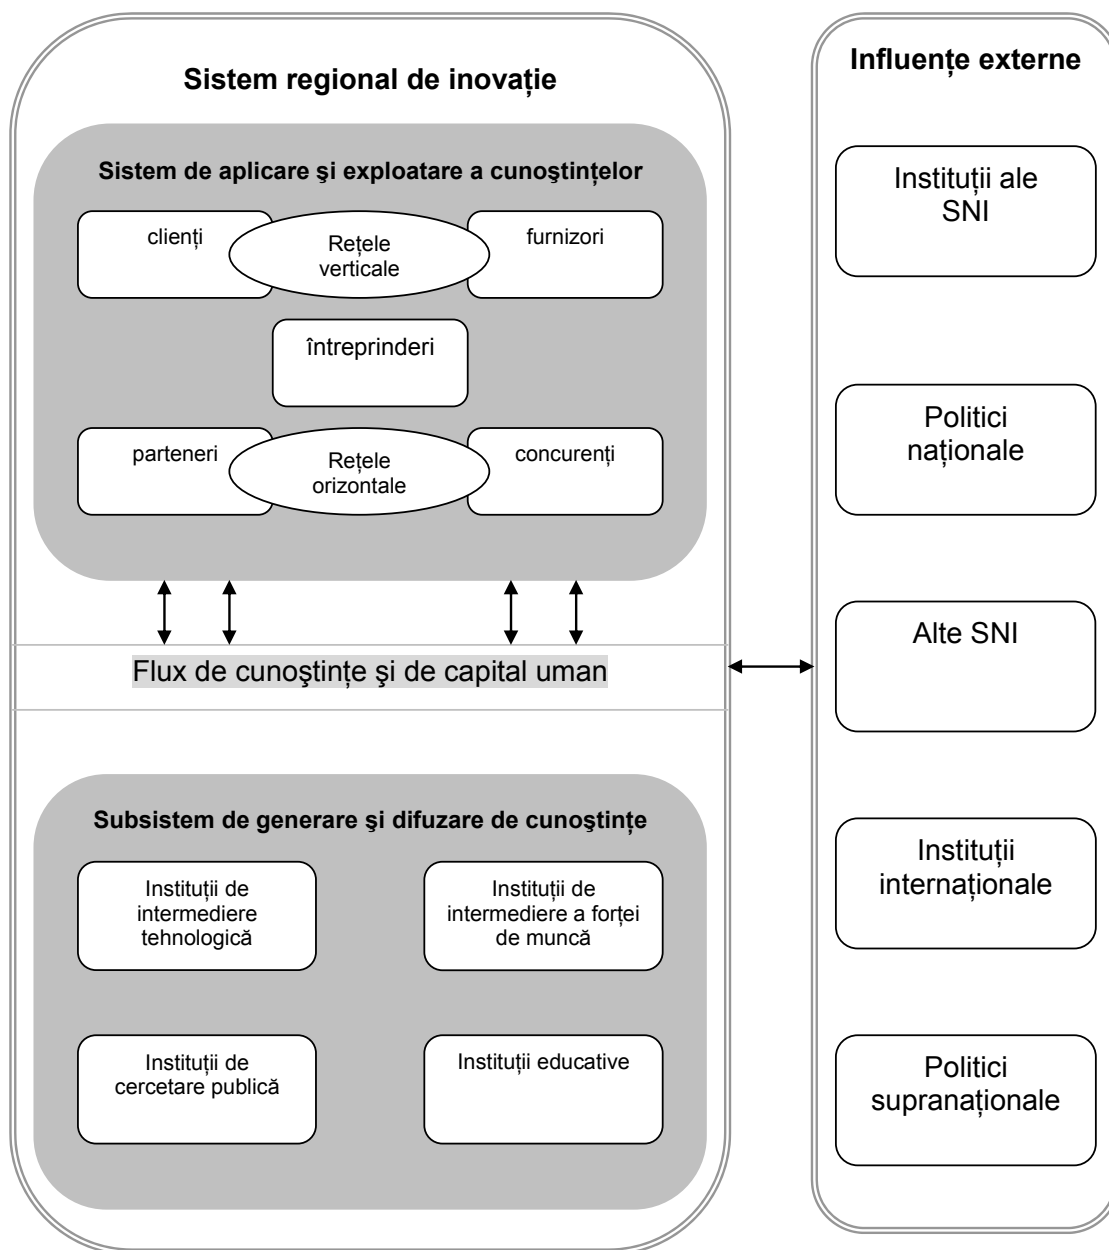 Sistem regional de inovație
Sistem de aplicare şi exploatare a cunoştințelor
clienți
Rețele
verticale
furnizori
întreprinderi
parteneri
Rețele
orizontale
concurenți
Flux de cunoştințe şi de capital uman
Subsistem de generare şi difuzare de cunoştințe
Instituții de
intermediere
tehnologică
Instituții de
intermediere a forței
de muncă
Instituții de
cercetare publică
Instituții educative
Influențe externe
Instituții ale
SNI
Politici
naționale
Alte SNI
Instituții
internaționale
Politici
supranaționale